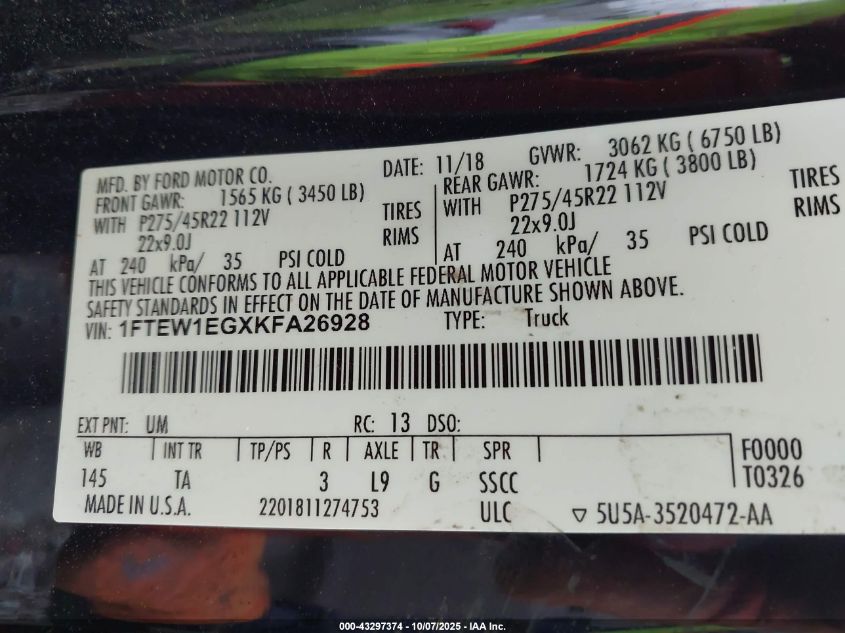 MFD. BY FORD MOTOR CO. DATE: 11/18 GVWR: 3062 KG ( 6750 LB)
FRONT GAWR: 1565 KG ( 3450 LB) REAR GAWR: 1724 KG ( 3800 LB)
WITH P275/45R22 112V TIRES WITH P275/45R22 112V TIRES
22x9.0J RIMS 22x9.0J RIMS
AT 240 kPa/ 35 PSI COLD AT 240 kPa/ 35 PSI COLD
THIS VEHICLE CONFORMS TO ALL APPLICABLE FEDERAL MOTOR VEHICLE
SAFETY STANDARDS IN EFFECT ON THE DATE OF MANUFACTURE SHOWN ABOVE.
VIN: 1FTEW1EGXKFA26928 TYPE: Truck
EXT PNT: UM RC: 13 DSO:
WB INT TR TP/PS R AXLE TR SPR F0000
145 TA 3 L9 G SSCC T0326
MADE IN U.S.A. 2201811274753 ULC ▽ 5U5A-3520472-AA
000-43297374 | 10/07/2025 - IAA Inc.